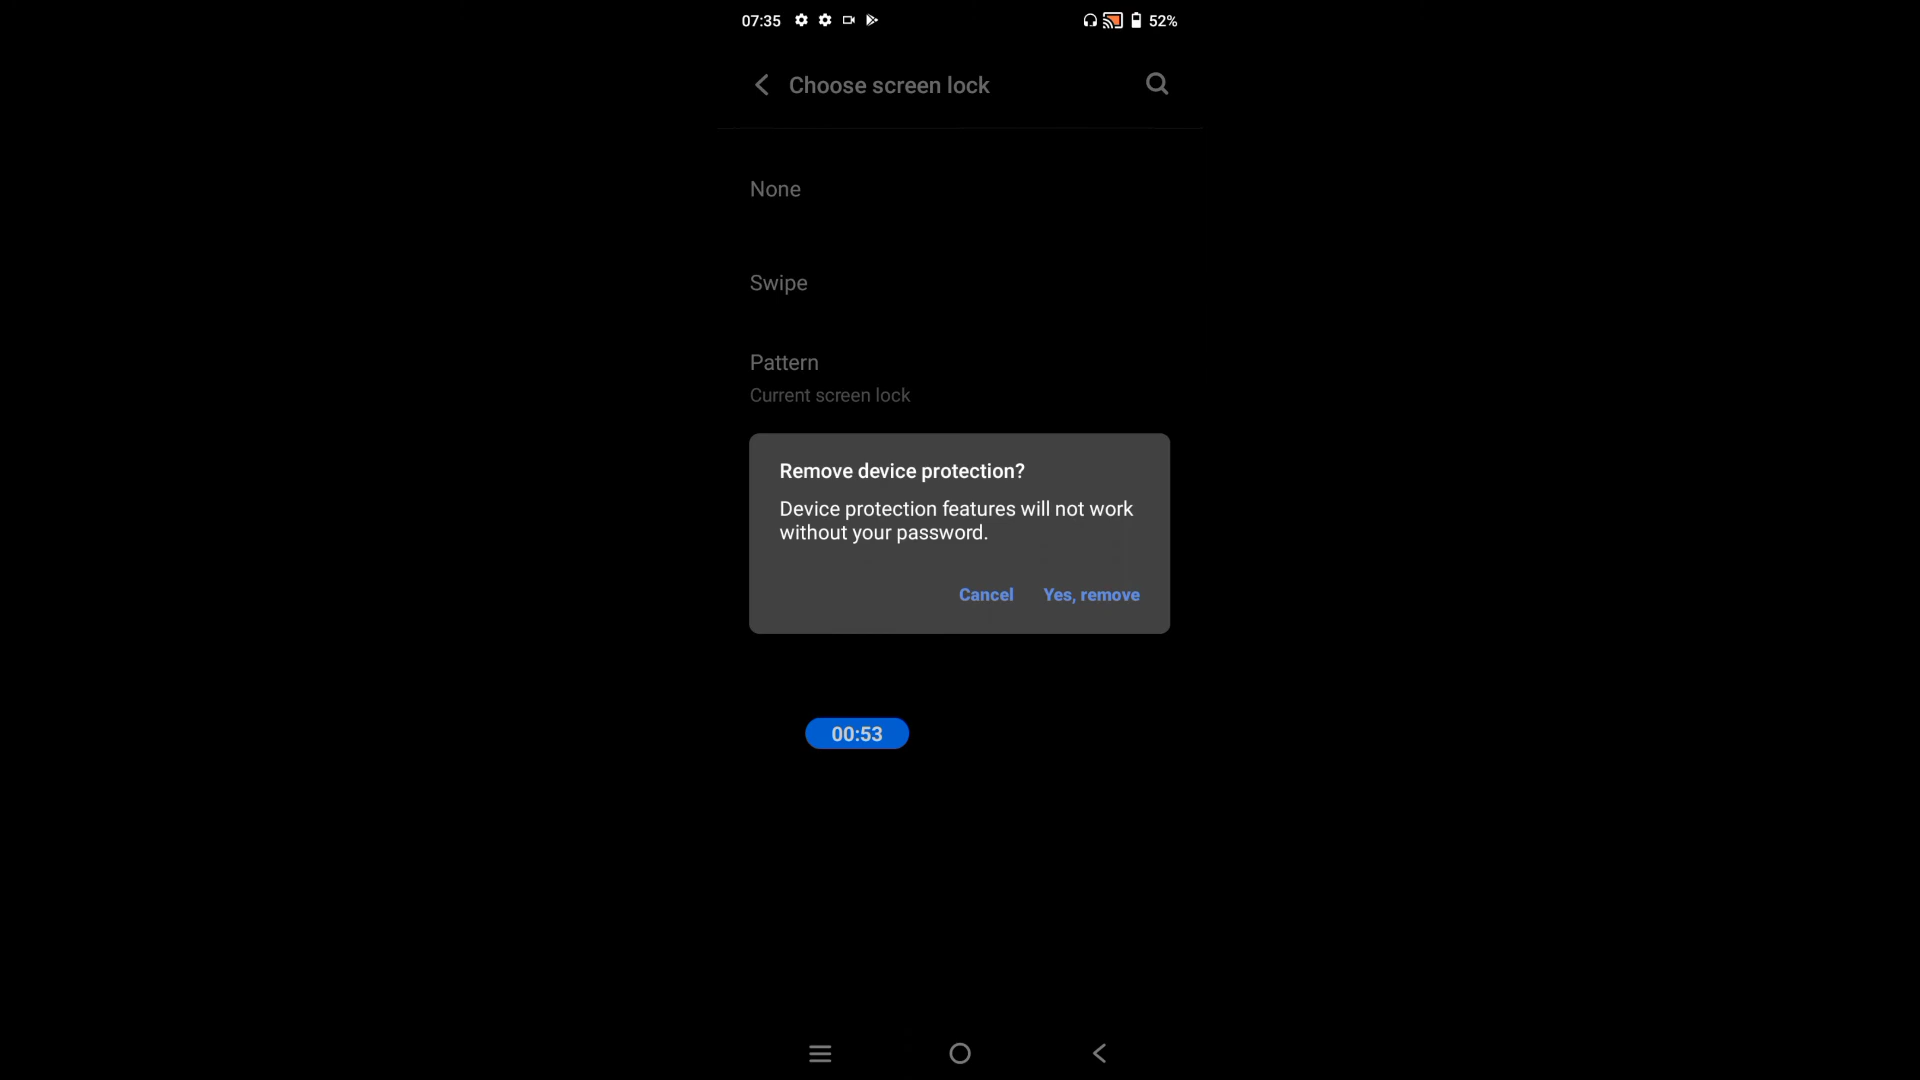 07:35
52%
Choose screen lock
None
Swipe
Pattern
Current screen lock
Remove device protection?
Device protection features will not work
without your password.
Cancel Yes, remove
00:53